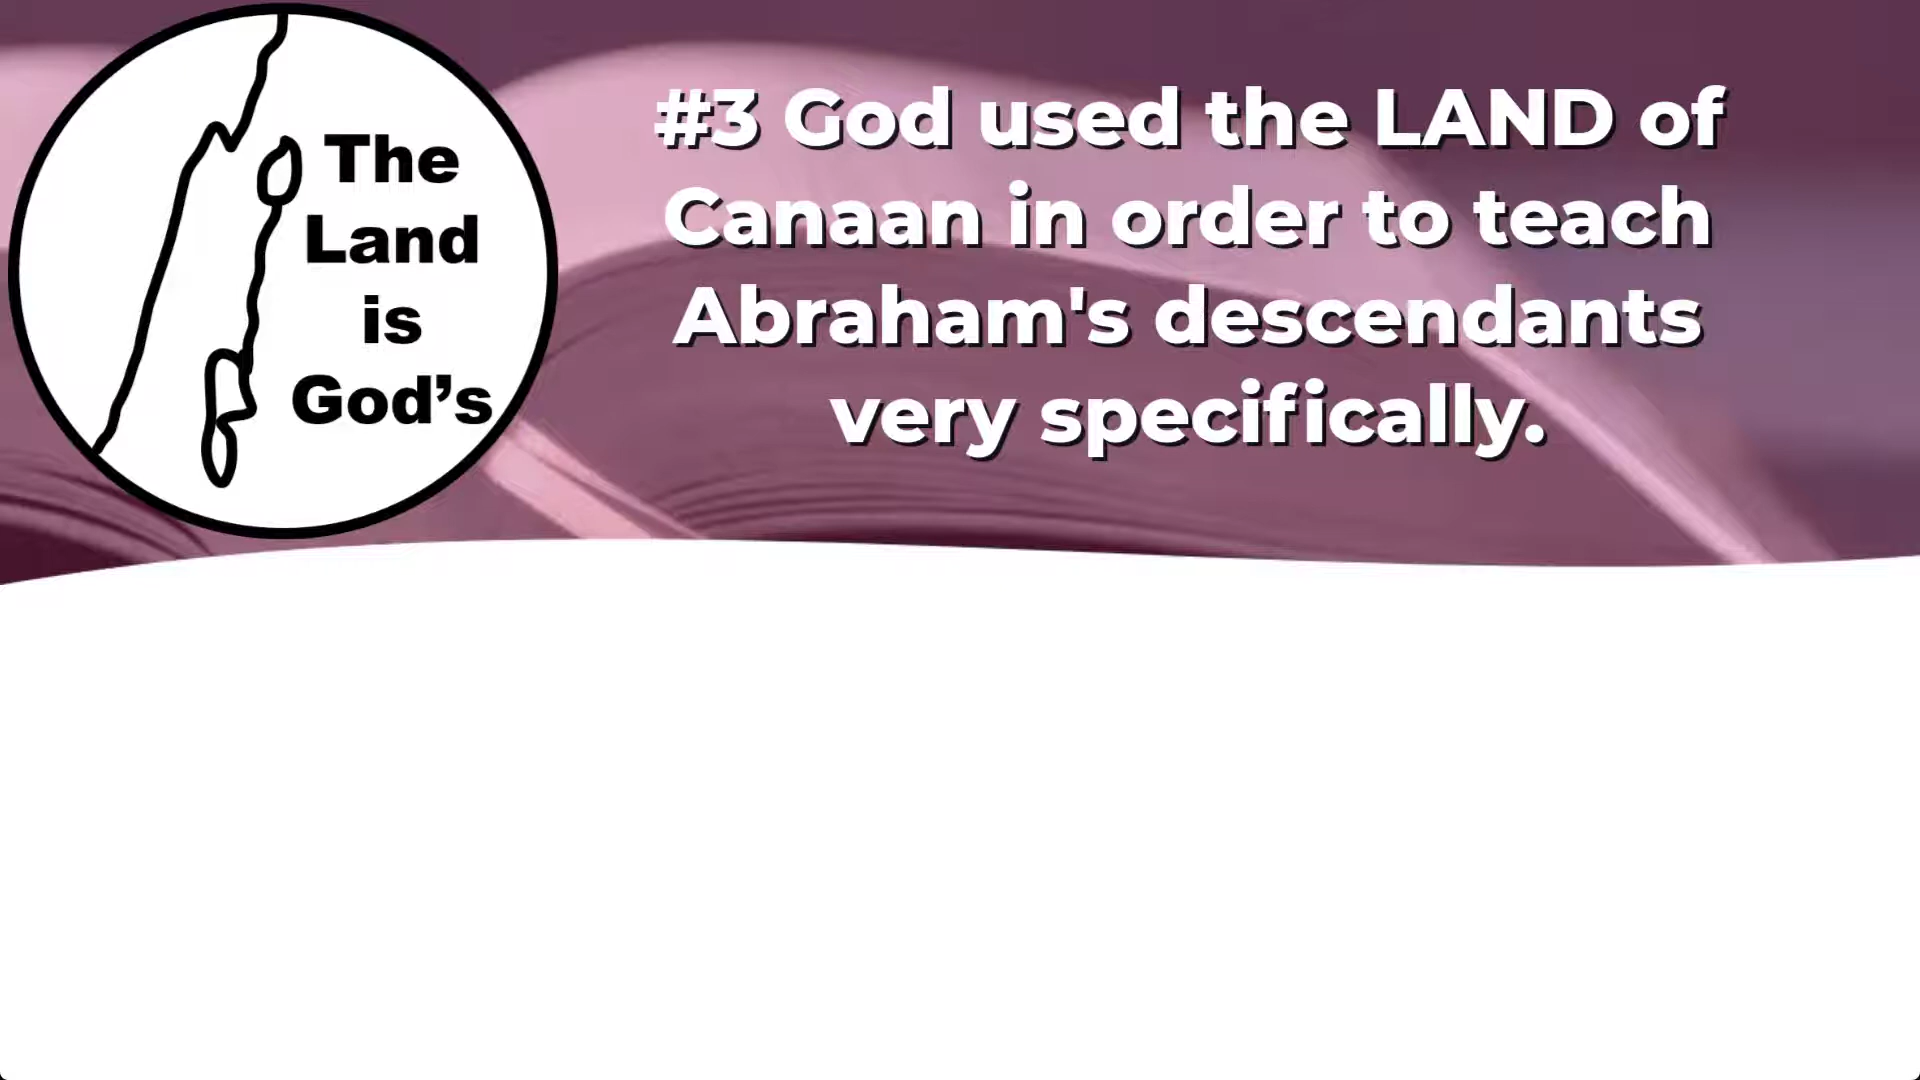 The
Land
is
God’s
#3 God used the LAND of
Canaan in order to teach
Abraham's descendants
very specifically.